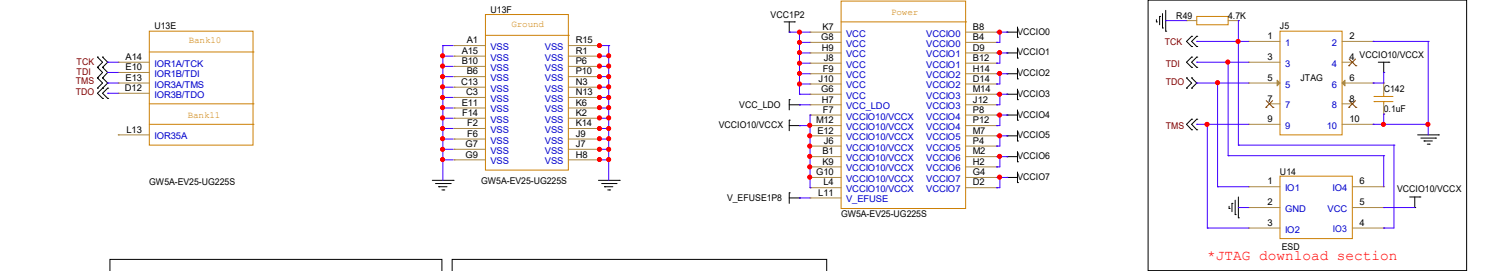 U13E
Bank10
TCK A14 IOR1A/TCK
TDI E10 IOR1B/TDI
TMS E13 IOR3A/TMS
TDO D12 IOR3B/TDO
Bank11
L13 IOR35A
GW5A-EV25-UG225S
U13F
Ground
A1 VSS VSS R15
A15 VSS VSS R1
B10 VSS VSS P6
B6 VSS VSS P10
C13 VSS VSS N3
C3 VSS VSS N13
E11 VSS VSS K6
F14 VSS VSS K2
F2 VSS VSS K14
F6 VSS VSS J9
G7 VSS VSS J7
G9 VSS VSS H8
GW5A-EV25-UG225S
Power
VCC1P2
K7 VCC VCCIO0 B8 VCCIO0
G8 VCC VCCIO0 B4
H9 VCC VCCIO1 D9 VCCIO1
J8 VCC VCCIO1 B12
F9 VCC VCCIO2 H14 VCCIO2
J10 VCC VCCIO2 D14
G6 VCC VCCIO3 M14 VCCIO3
VCC_LDO H7 VCC_LDO VCCIO3 J12
F7 VCCIO10/VCCX VCCIO4 P8 VCCIO4
VCCIO10/VCCX M12 VCCIO10/VCCX VCCIO4 P12
E12 VCCIO10/VCCX VCCIO5 M7 VCCIO5
J6 VCCIO10/VCCX VCCIO5 P4
B1 VCCIO10/VCCX VCCIO6 M2 VCCIO6
K9 VCCIO10/VCCX VCCIO6 H2
G10 VCCIO10/VCCX VCCIO7 G4 VCCIO7
L4 VCCIO10/VCCX VCCIO7 D2
V_EFUSE1P8 L11 V_EFUSE
GW5A-EV25-UG225S
R49 4.7K
J5
TCK 1 1 2 2
TDI 3 3 4 4 VCCIO10/VCCX
TDO 5 5 JTAG 6 6
7 7 8 8 C142
0.1uF
TMS 9 9 10 10
U14
1 IO1 IO4 6 VCCIO10/VCCX
2 GND VCC 5
3 IO2 IO3 4
ESD
*JTAG download section